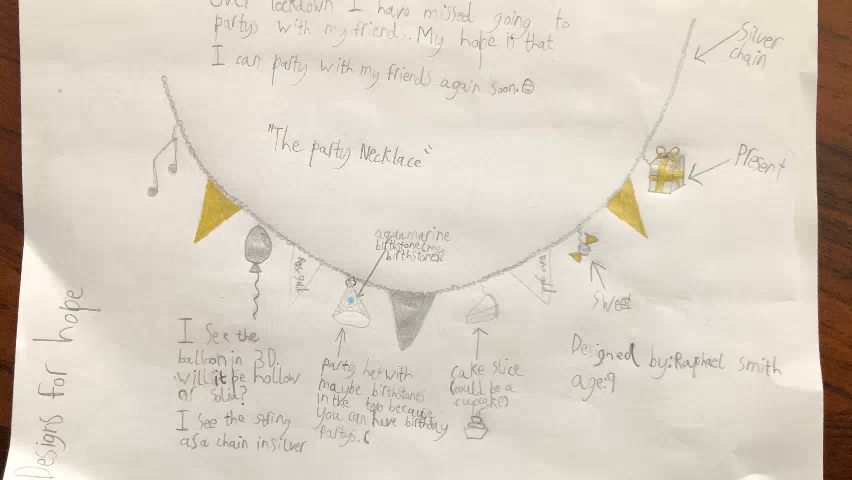 Over lockdown I have missed going to
partys with my friends.. My hope is that
I can party with my friends again soon.☺
Silver
chain
"The party Necklace"
Present
aquamarine
birthstone (my
birthstone)
rose gold
rose gold
Sweet
I see the
balloon in 3D.
will it be hollow
or solid?
I see the string
as a chain in silver
party hat with
maybe birthstones
in the top because
you can have birthday
partys.
cake slice
(could be a
cupcake)
Designed by: Raphael Smith
age: 9
Designs for hope